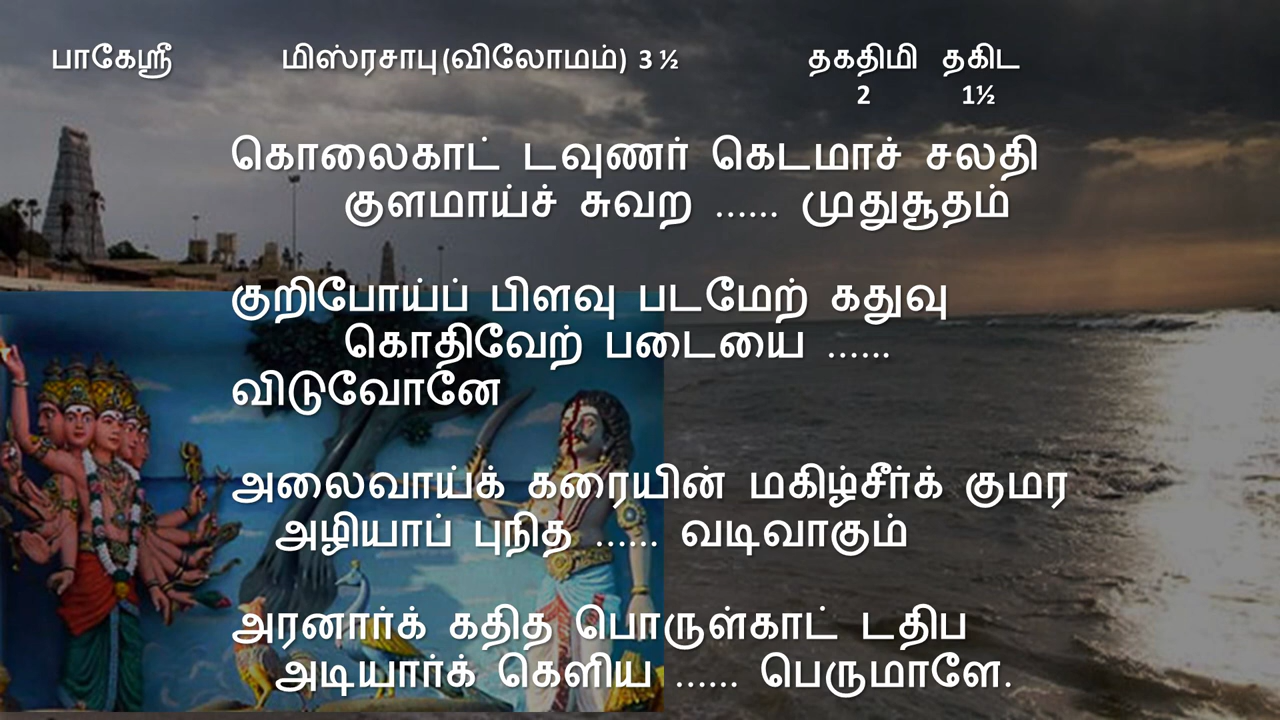 பாகேஸ்ரீ மிஸ்ரசாபு (விலோமம்) 3 ½ தகதிமி தகிட
2 1½
கொலைகாட் டவுணர் கெடமாச் சலதி
குளமாய்ச் சுவற ...... முதுசூதம்
குறிபோய்ப் பிளவு படமேற் கதுவு
கொதிவேற் படையை ......
விடுவோனே
அலைவாய்க் கரையின் மகிழ்சீர்க் குமர
அழியாப் புநித ...... வடிவாகும்
அரனார்க் கதித பொருள்காட் டதிப
அடியார்க் கெளிய ...... பெருமாளே.